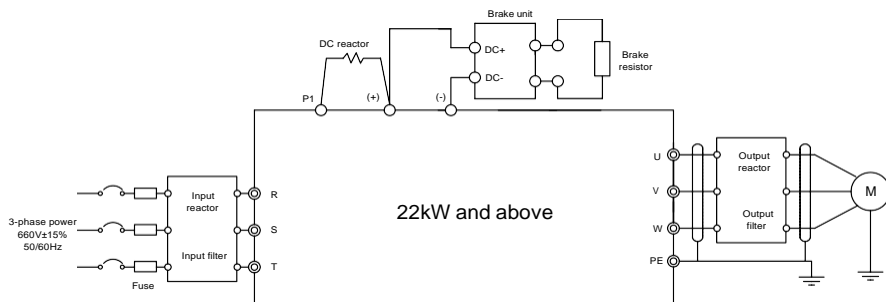 Brake unit
DC reactor
DC+
DC-
Brake
resistor
P1
(+)
(-)
3-phase power
660V±15%
50/60Hz
Fuse
Input
reactor
Input filter
R
S
T
22kW and above
U
V
W
PE
Output
reactor
Output
filter
M